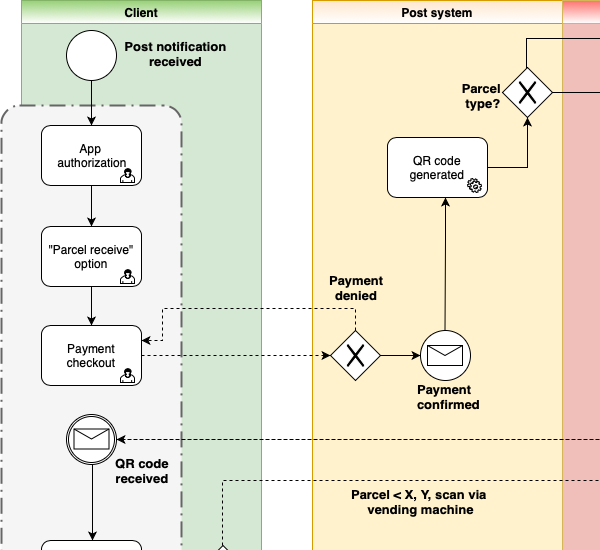 Client
Post system
Post notification
received
Parcel
type?
App
authorization
QR code
generated
"Parcel receive"
option
Payment
denied
Payment
checkout
Payment
confirmed
QR code
received
Parcel < X, Y, scan via
vending machine